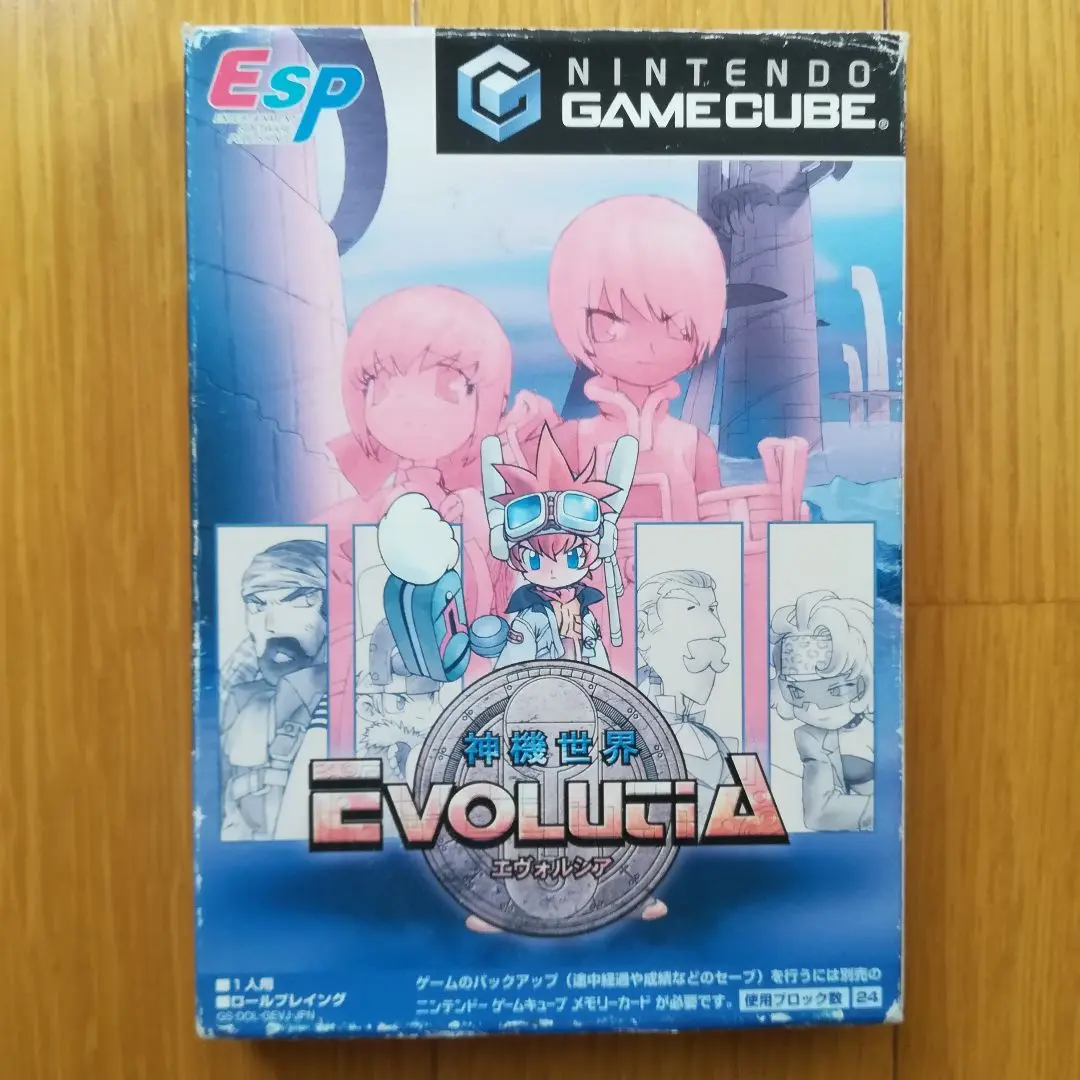 Esp
ENTERTAINMENT
SOFTWARE
PUBLISHING
NINTENDO
GAMECUBE®
神機世界
EVOLUTIA
エヴォルシア
■1人用
■ロールプレイング
GS-DOL-GEVJ-JPN
ゲームのバックアップ(途中経過や成績などのセーブ)を行うには別売の
ニンテンドーゲームキューブ メモリーカード が必要です。 使用ブロック数 24